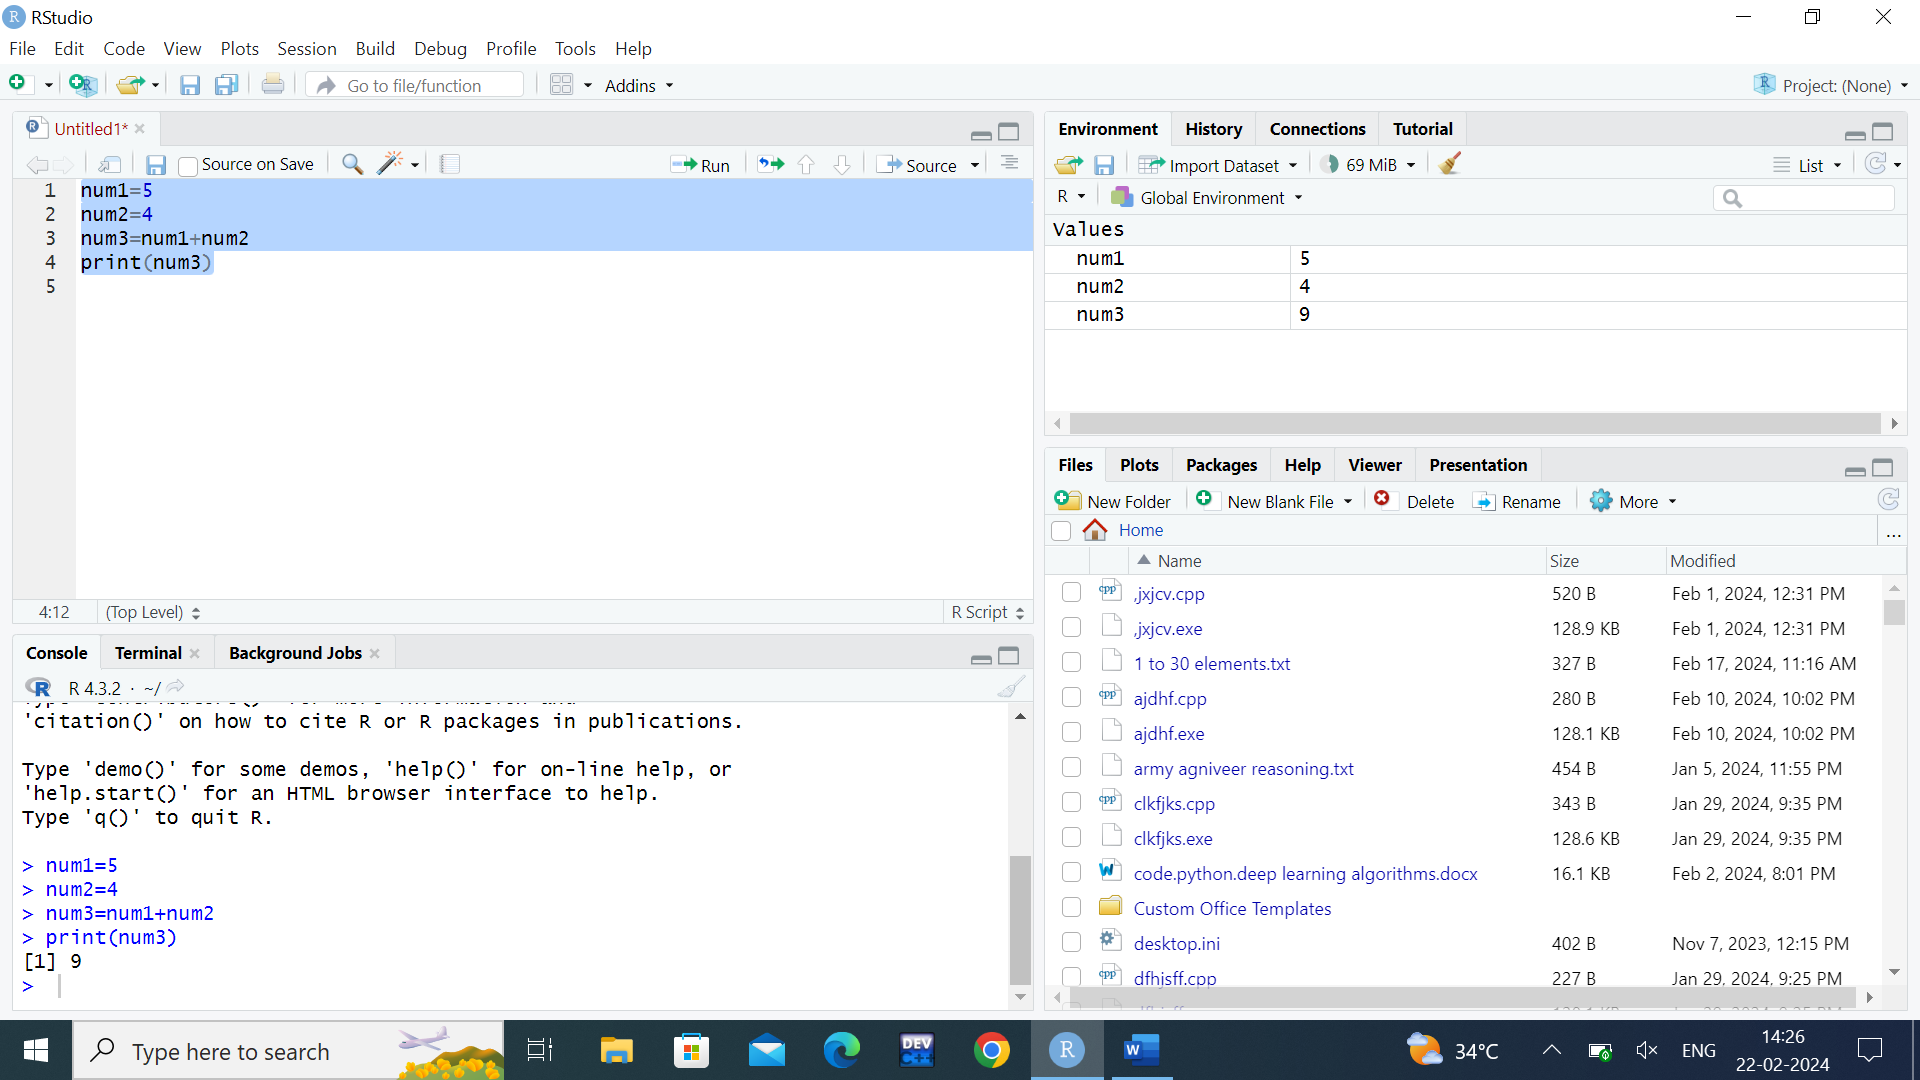 RStudio
File Edit Code View Plots Session Build Debug Profile Tools Help
Go to file/function Addins Project: (None)
Untitled1*
Source on Save Run Source
1 num1=5
2 num2=4
3 num3=num1+num2
4 print(num3)
5
4:12 (Top Level) R Script
Console Terminal Background Jobs
R 4.3.2 · ~/
'citation()' on how to cite R or R packages in publications.
Type 'demo()' for some demos, 'help()' for on-line help, or
'help.start()' for an HTML browser interface to help.
Type 'q()' to quit R.
> num1=5
> num2=4
> num3=num1+num2
> print(num3)
[1] 9
>
Environment History Connections Tutorial
Import Dataset 69 MiB List
R Global Environment
Values
num1 5
num2 4
num3 9
Files Plots Packages Help Viewer Presentation
New Folder New Blank File Delete Rename More
Home ...
Name Size Modified
,jxjcv.cpp 520 B Feb 1, 2024, 12:31 PM
,jxjcv.exe 128.9 KB Feb 1, 2024, 12:31 PM
1 to 30 elements.txt 327 B Feb 17, 2024, 11:16 AM
ajdhf.cpp 280 B Feb 10, 2024, 10:02 PM
ajdhf.exe 128.1 KB Feb 10, 2024, 10:02 PM
army agniveer reasoning.txt 454 B Jan 5, 2024, 11:55 PM
clkfjks.cpp 343 B Jan 29, 2024, 9:35 PM
clkfjks.exe 128.6 KB Jan 29, 2024, 9:35 PM
code.python.deep learning algorithms.docx 16.1 KB Feb 2, 2024, 8:01 PM
Custom Office Templates
desktop.ini 402 B Nov 7, 2023, 12:15 PM
dfhjsff.cpp 227 B Jan 29, 2024, 9:25 PM
Type here to search
DEV C++
34°C ENG 14:26
22-02-2024